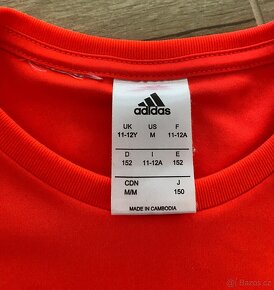 adidas
UK US F
11-12Y M 11-12A
D I E
152 11-12A 152
CDN J
M/M 150
MADE IN CAMBODIA
Bazos.cz